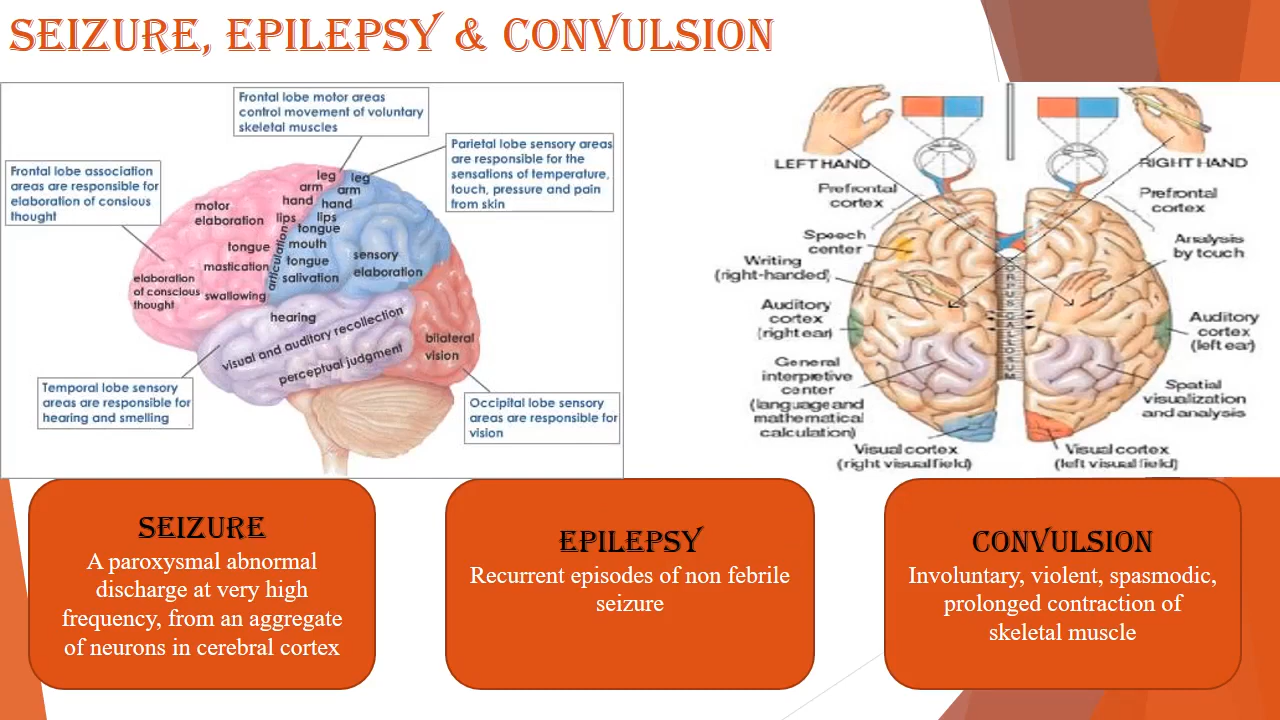 SEIZURE, EPILEPSY & CONVULSION
Frontal lobe motor areas
control movement of voluntary
skeletal muscles
Parietal lobe sensory areas
are responsible for the
sensations of temperature,
touch, pressure and pain
from skin
Frontal lobe association
areas are responsible for
elaboration of consious
thought
leg
arm
hand
lips
leg
arm
hand
lips
tongue
motor
elaboration
tongue
mastication
swallowing
articulation
mouth
tongue
salivation
sensory
elaboration
elaboration
of conscious
thought
hearing
visual and auditory recollection
perceptual judgment
bilateral
vision
Temporal lobe sensory
areas are responsible for
hearing and smelling
Occipital lobe sensory
areas are responsible for
vision
LEFT HAND
RIGHT HAND
Prefrontal
cortex
Speech
center
Writing
(right-handed)
Auditory
cortex
(right ear)
General
interpretive
center
(language and
mathematical
calculation)
Visual cortex
(right visual field)
CORPUS CALLOSUM
Prefrontal
cortex
Analysis
by touch
Auditory
cortex
(left ear)
Spatial
visualization
and analysis
Visual cortex
(left visual field)
SEIZURE
A paroxysmal abnormal
discharge at very high
frequency, from an aggregate
of neurons in cerebral cortex
EPILEPSY
Recurrent episodes of non febrile
seizure
CONVULSION
Involuntary, violent, spasmodic,
prolonged contraction of
skeletal muscle